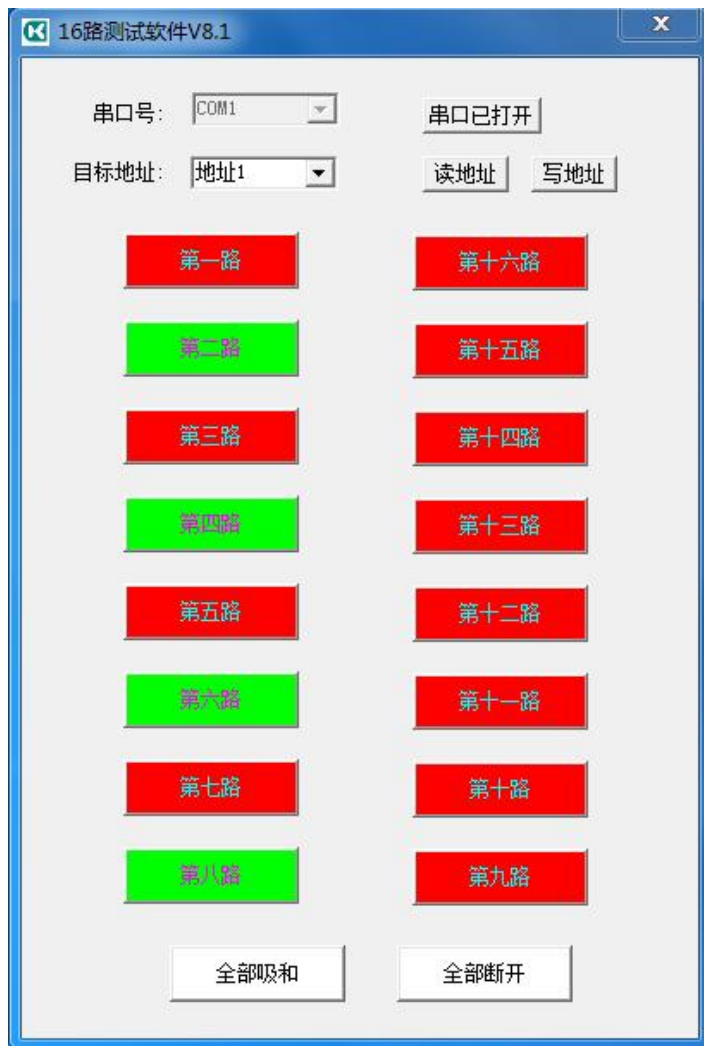 16路测试软件V8.1
串口号: COM1 串口已打开
目标地址: 地址1 读地址 写地址
第一路 第十六路
第二路 第十五路
第三路 第十四路
第四路 第十三路
第五路 第十二路
第六路 第十一路
第七路 第十路
第八路 第九路
全部吸和 全部断开